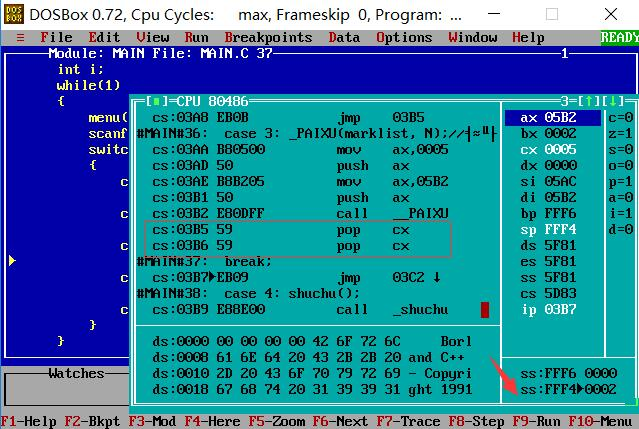 DOSBox 0.72, Cpu Cycles: max, Frameskip 0, Program: ...
≡ File Edit View Run Breakpoints Data Options Window Help READY
Module: MAIN File: MAIN.C 37 1
int i;
while(1)
{
menu(
scanf
switc
{
c
c
c
c
c
}
}
[■]=CPU 80486 3=[↑][↓]
cs:03A8 EB0B jmp 03B5
#MAIN#36: case 3: _PAIXU(marklist, N);//
cs:03AA B80500 mov ax,0005
cs:03AD 50 push ax
cs:03AE B8B205 mov ax,05B2
cs:03B1 50 push ax
cs:03B2 E80DFF call __PAIXU
cs:03B5 59 pop cx
cs:03B6 59 pop cx
#MAIN#37: break;
cs:03B7►EB09 jmp 03C2 ↓
#MAIN#38: case 4: shuchu();
cs:03B9 E88E00 call _shuchu
ax 05B2 c=0
bx 0002 z=1
cx 0005 s=0
dx 0000 o=0
si 05AC p=1
di 05B2 a=0
bp FFF6 i=1
sp FFF4 d=0
ds 5F81
es 5F81
ss 5F81
cs 5D83
ip 03B7
ds:0000 00 00 00 00 42 6F 72 6C Borl
ds:0008 61 6E 64 20 43 2B 2B 20 and C++
ds:0010 2D 20 43 6F 70 79 72 69 - Copyri
ds:0018 67 68 74 20 31 39 39 31 ght 1991
ss:FFF6 0000
ss:FFF4►0002
Watches
F1-Help F2-Bkpt F3-Mod F4-Here F5-Zoom F6-Next F7-Trace F8-Step F9-Run F10-Menu